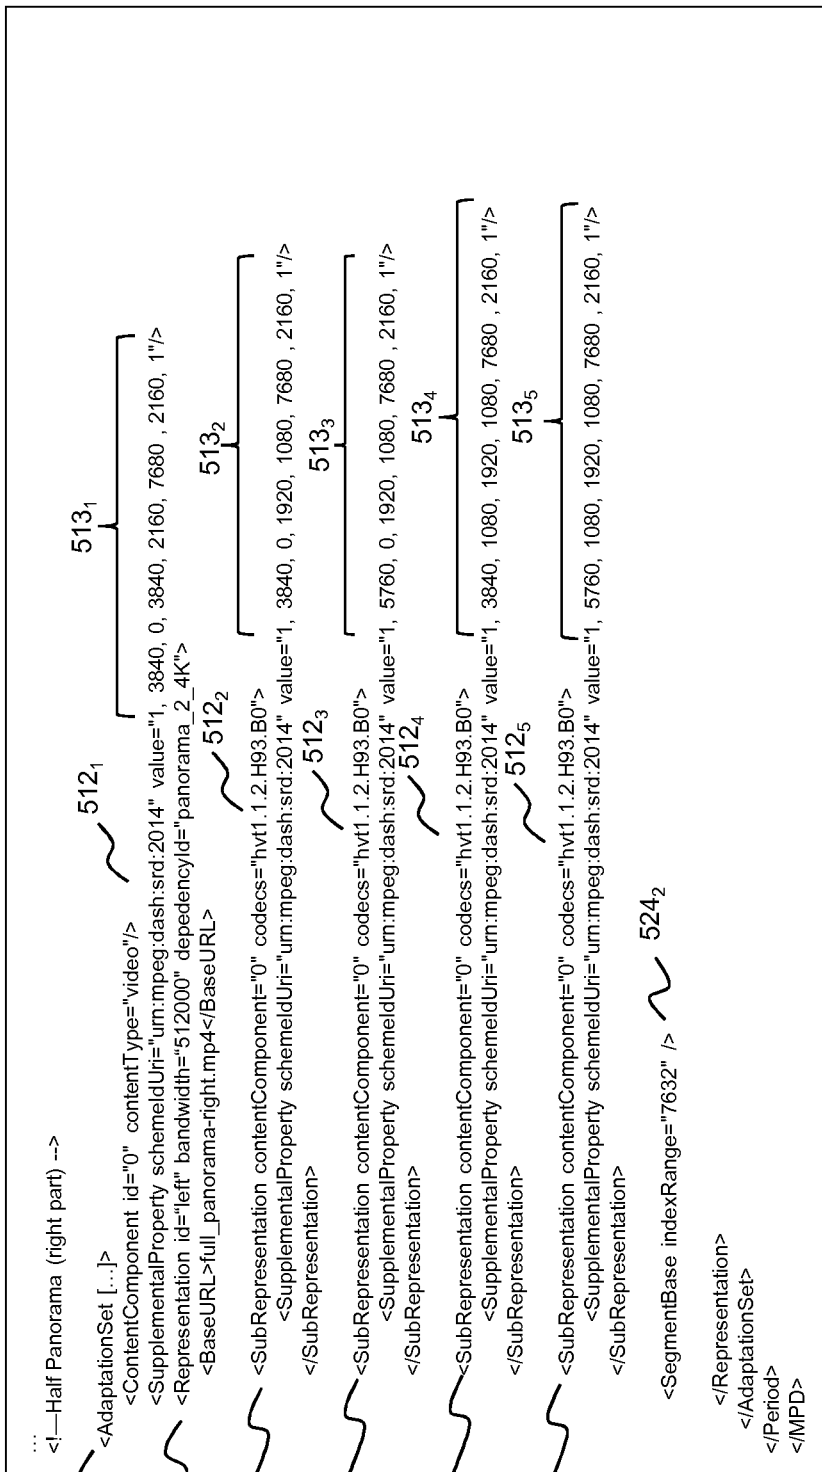 ...
<!—Half Panorama (right part) -->
<AdaptationSet [...]>
<ContentComponent id="0" contentType="video"/> 512₁
<SupplementalProperty schemeIdUri="urn:mpeg:dash:srd:2014" value="1, 3840, 0, 3840, 2160, 7680 , 2160, 1"/> 513₁
<Representation id="left" bandwidth="512000" depedencyId="panorama_2_4K">
<BaseURL>full_panorama-right.mp4</BaseURL> 512₂
<SubRepresentation contentComponent="0" codecs="hvt1.1.2.H93.B0"> 513₂
<SupplementalProperty schemeIdUri="urn:mpeg:dash:srd:2014" value="1, 3840, 0, 1920, 1080, 7680 , 2160, 1"/>
</SubRepresentation> 512₃
<SubRepresentation contentComponent="0" codecs="hvt1.1.2.H93.B0"> 513₃
<SupplementalProperty schemeIdUri="urn:mpeg:dash:srd:2014" value="1, 5760, 0, 1920, 1080, 7680 , 2160, 1"/>
</SubRepresentation> 512₄
<SubRepresentation contentComponent="0" codecs="hvt1.1.2.H93.B0"> 513₄
<SupplementalProperty schemeIdUri="urn:mpeg:dash:srd:2014" value="1, 3840, 1080, 1920, 1080, 7680 , 2160, 1"/>
</SubRepresentation> 512₅
<SubRepresentation contentComponent="0" codecs="hvt1.1.2.H93.B0"> 513₅
<SupplementalProperty schemeIdUri="urn:mpeg:dash:srd:2014" value="1, 5760, 1080, 1920, 1080, 7680 , 2160, 1"/>
</SubRepresentation>
<SegmentBase indexRange="7632" /> 524₂
</Representation>
</AdaptationSet>
</Period>
</MPD>